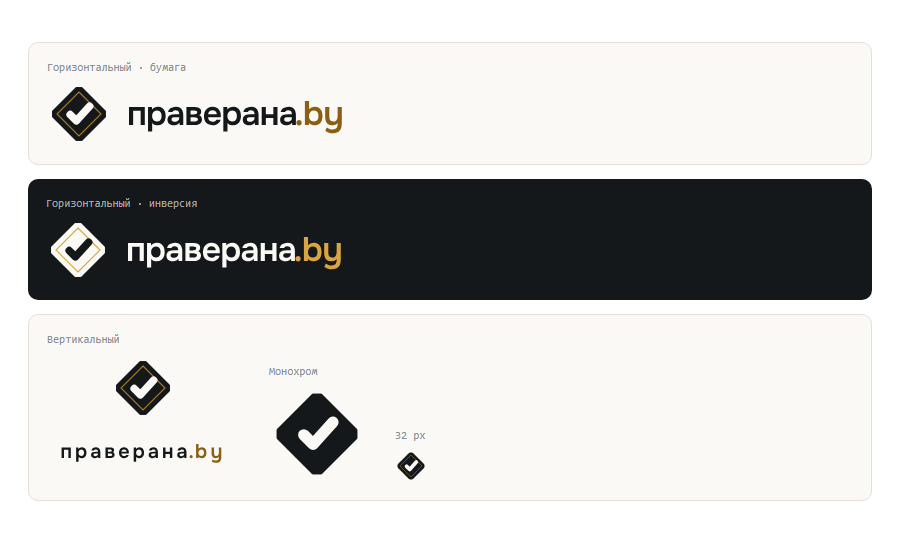 Горизонтальный · бумага
праверана.by
Горизонтальный · инверсия
праверана.by
Вертикальный
праверана.by
Монохром
32 px